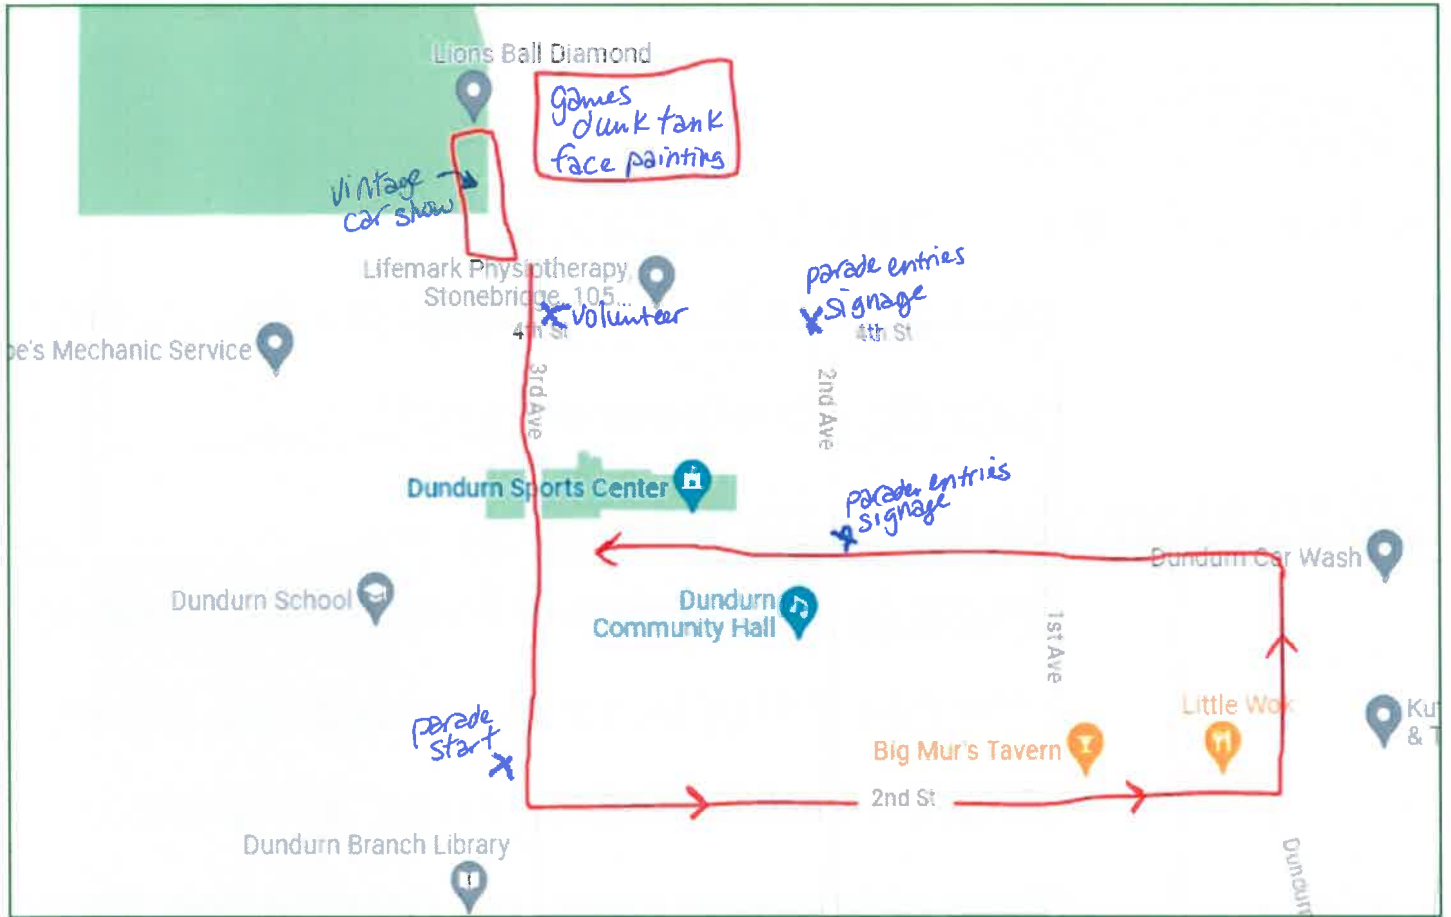 Lions Ball Diamond
games
dunk tank
face painting
vintage
car show
Lifemark Physiotherapy,
Stonebridge, 105...
volunteer
4th St
parade entries
signage
4th St
be's Mechanic Service
3rd Ave
2nd Ave
Dundurn Sports Center
parade entries
signage
Dundurn Car Wash
Dundurn School
Dundurn
Community Hall
1st Ave
parade
start
Little Wok
Big Mur's Tavern
Ku
& T
2nd St
Dundurn Branch Library
Dundurn